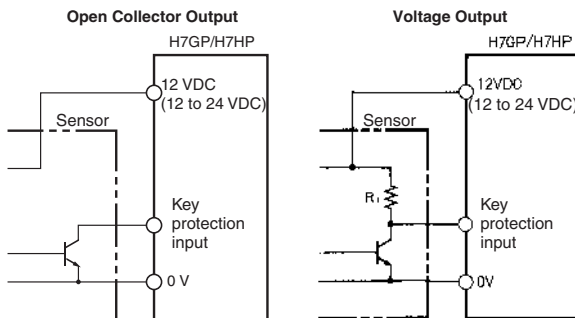 Open Collector Output
H7GP/H7HP
12 VDC
(12 to 24 VDC)
Sensor
Key
protection
input
0 V
Voltage Output
H7GP/H7HP
12VDC
(12 to 24 VDC)
Sensor
R₁
Key
protection
input
0V